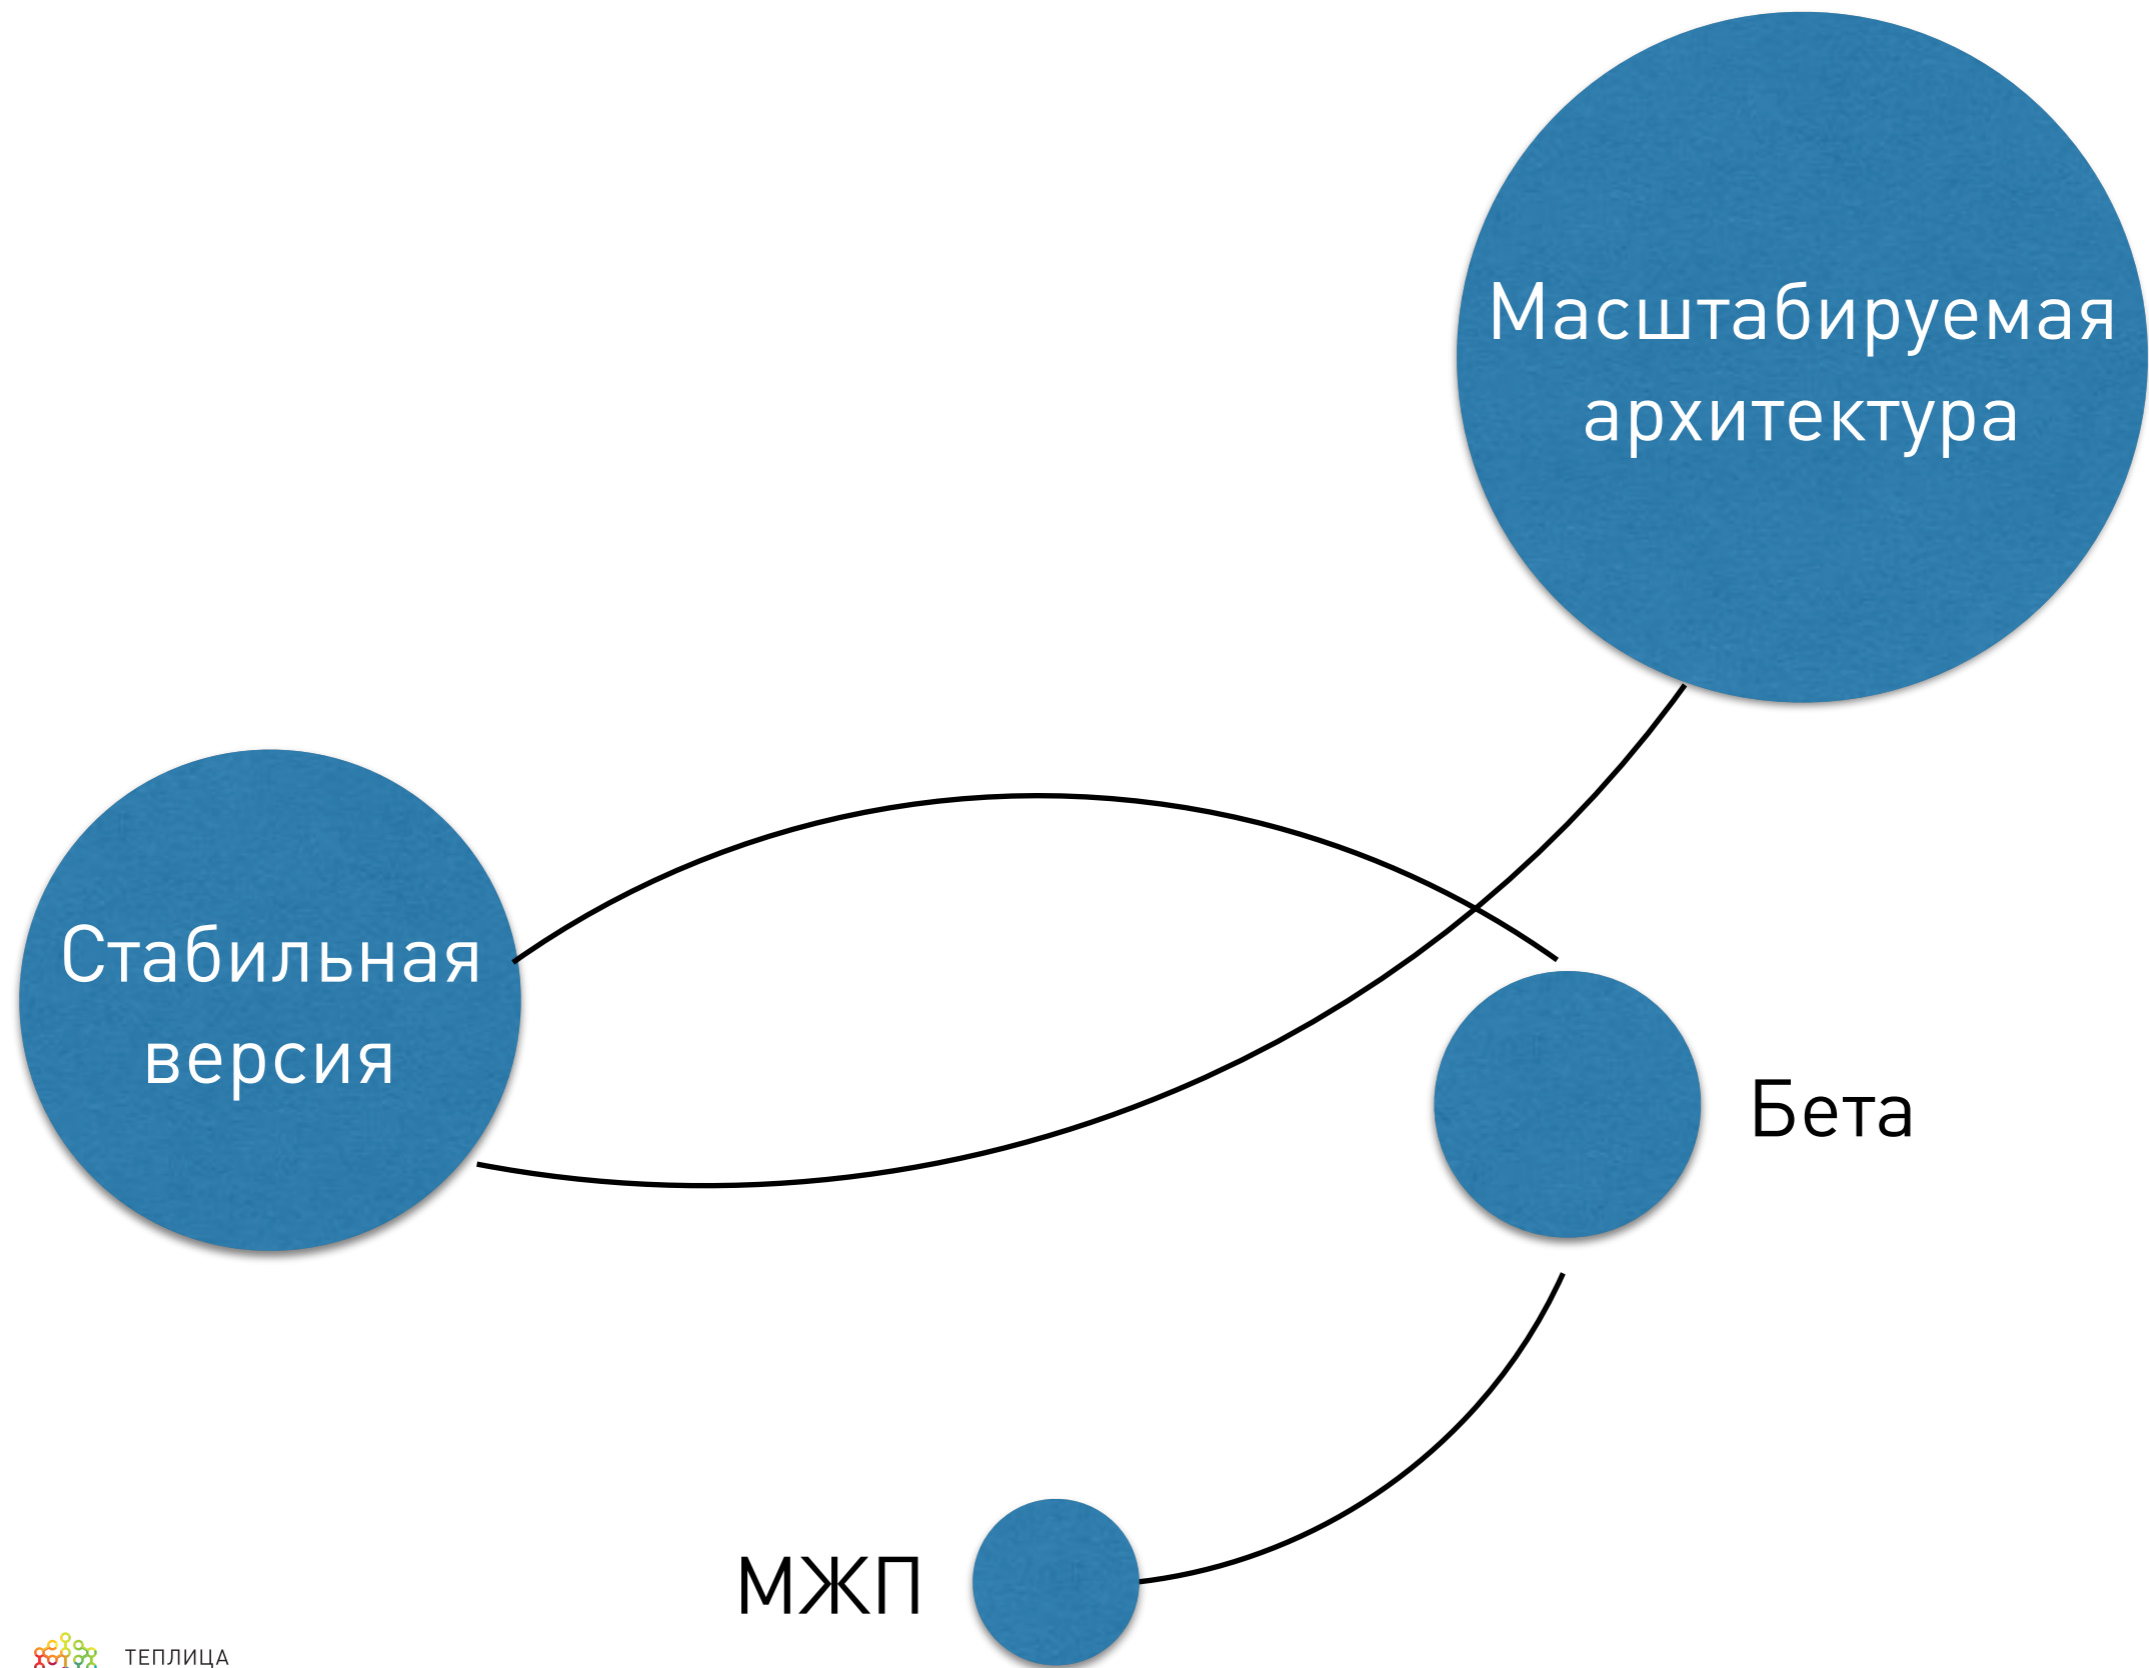 Масштабируемая
архитектура
Стабильная
версия
Бета
МЖП
ТЕПЛИЦА